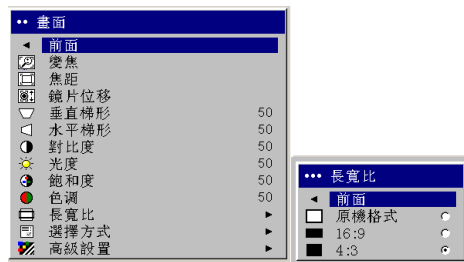 •• 畫面
◄ 前面
變焦
焦距
鏡片位移
垂直梯形 50
水平梯形 50
對比度 50
光度 50
飽和度 50
色调 50
長寬比 ►
選擇方式 ►
高級設置 ►
••• 長寬比
◄ 前面
原機格式
16:9
4:3